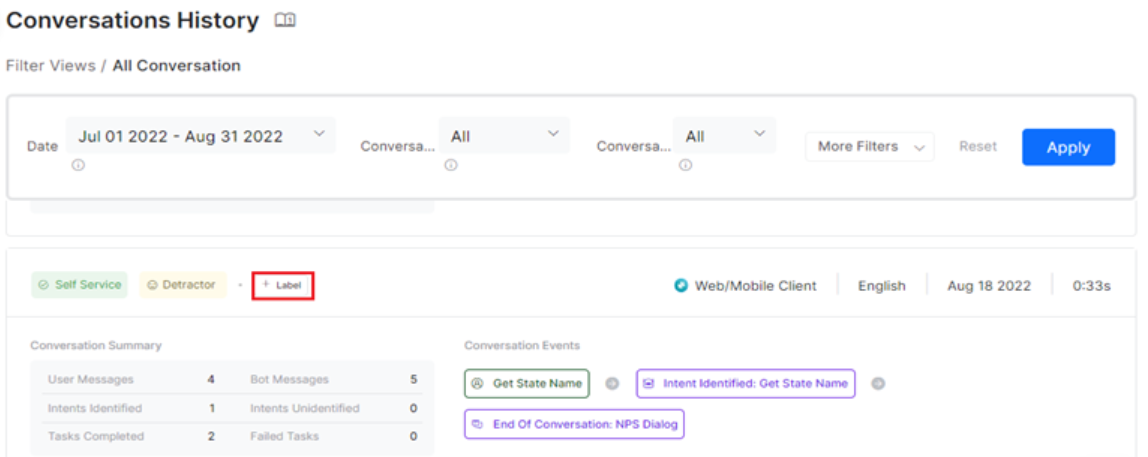 Conversations History
Filter Views / All Conversation
Date Jul 01 2022 - Aug 31 2022 Conversa... All Conversa... All More Filters Reset Apply
Self Service Detractor + Label Web/Mobile Client English Aug 18 2022 0:33s
Conversation Summary Conversation Events
User Messages 4 Bot Messages 5 Get State Name Intent Identified: Get State Name
Intents Identified 1 Intents Unidentified 0
Tasks Completed 2 Failed Tasks 0 End Of Conversation: NPS Dialog